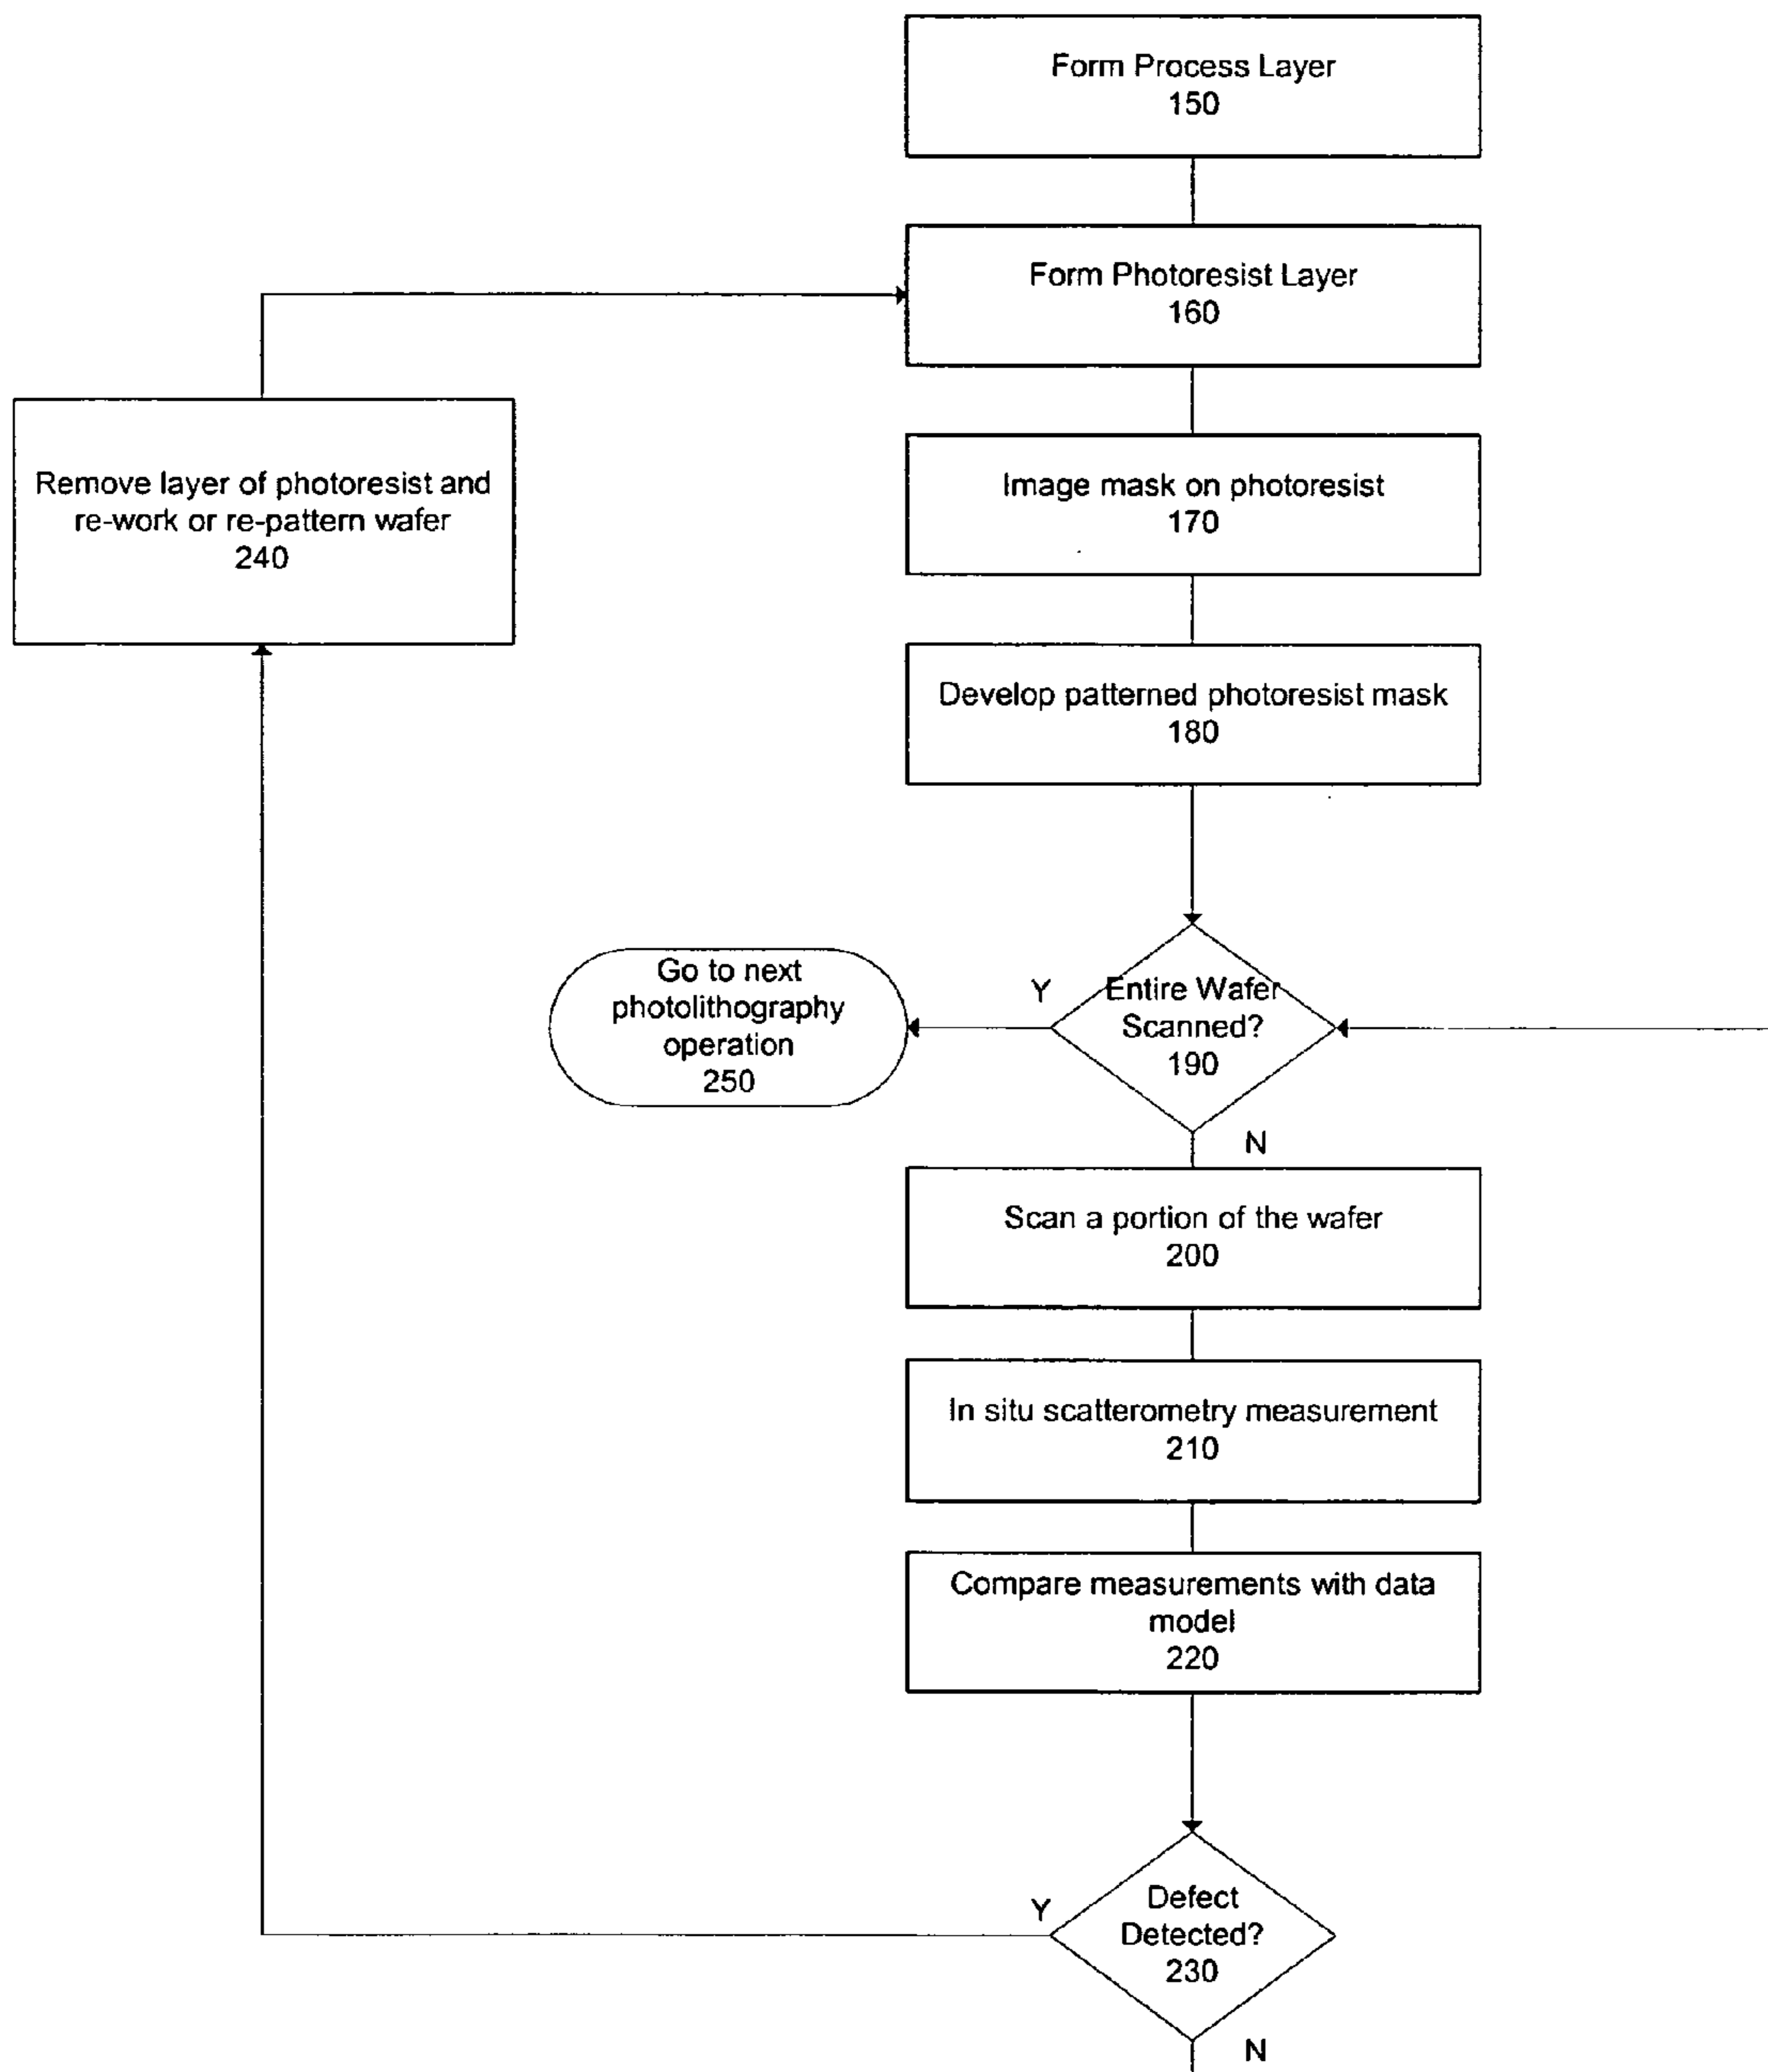 Form Process Layer
150
Form Photoresist Layer
160
Image mask on photoresist
170
Remove layer of photoresist and
re-work or re-pattern wafer
240
Develop patterned photoresist mask
180
Go to next
photolithography
operation
250
Y
Entire Wafer
Scanned?
190
N
Scan a portion of the wafer
200
In situ scatterometry measurement
210
Compare measurements with data
model
220
Y
Defect
Detected?
230
N